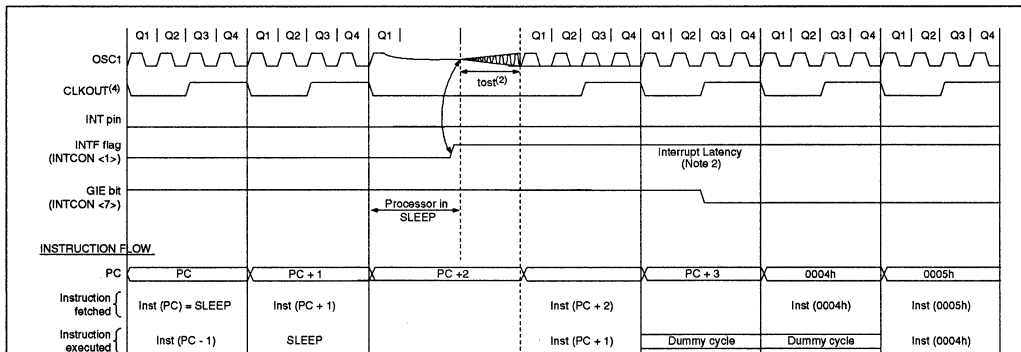 Q1 | Q2 | Q3 | Q4 | Q1 | Q2 | Q3 | Q4 | Q1 | Q1 | Q2 | Q3 | Q4 | Q1 | Q2 | Q3 | Q4 | Q1 | Q2 | Q3 | Q4 | Q1 | Q2 | Q3 | Q4
OSC1
tost(2)
CLKOUT(4)
INT pin
INTF flag
(INTCON <1>)
Interrupt Latency
(Note 2)
GIE bit
(INTCON <7>)
Processor in
SLEEP
INSTRUCTION FLOW
PC PC PC + 1 PC +2 PC + 3 0004h 0005h
Instruction
fetched
Inst (PC) = SLEEP Inst (PC + 1) Inst (PC + 2) Inst (0004h) Inst (0005h)
Instruction
executed
Inst (PC - 1) SLEEP Inst (PC + 1) Dummy cycle Dummy cycle Inst (0004h)